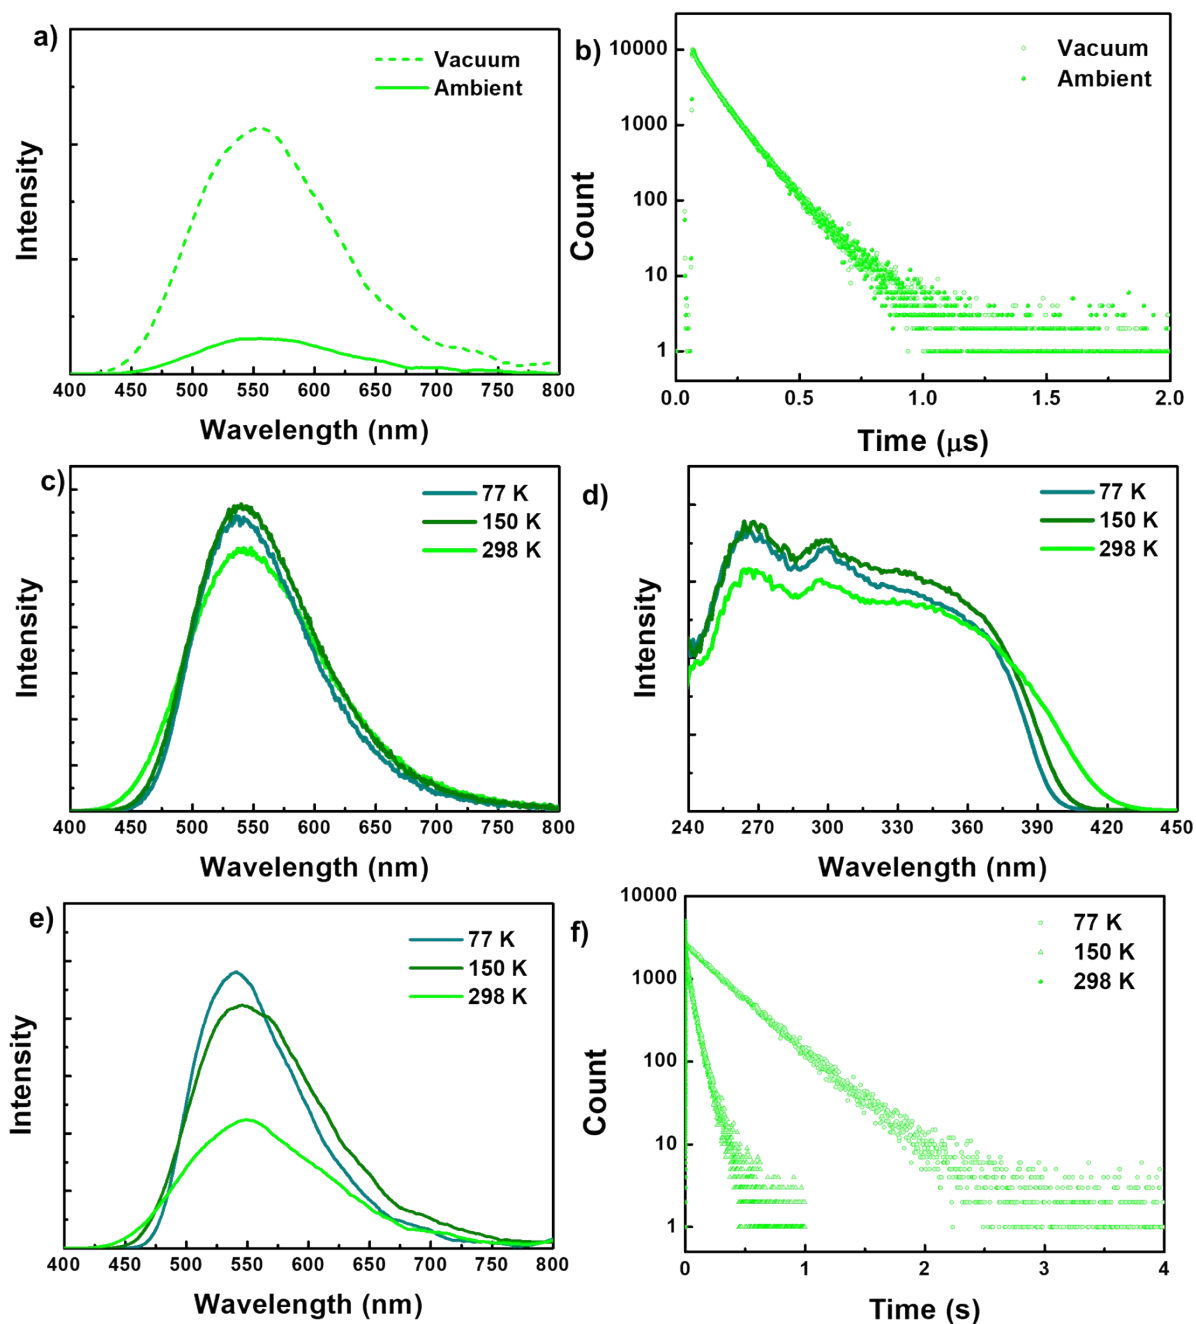 a)
Vacuum
Ambient
Intensity
400 450 500 550 600 650 700 750 800
Wavelength (nm)
b)
Vacuum
Ambient
Count
10000
1000
100
10
1
0.0 0.5 1.0 1.5 2.0
Time (μs)
c)
77 K
150 K
298 K
Intensity
400 450 500 550 600 650 700 750 800
Wavelength (nm)
d)
77 K
150 K
298 K
Intensity
240 270 300 330 360 390 420 450
Wavelength (nm)
e)
77 K
150 K
298 K
Intensity
400 450 500 550 600 650 700 750 800
Wavelength (nm)
f)
77 K
150 K
298 K
Count
10000
1000
100
10
1
0 1 2 3 4
Time (s)